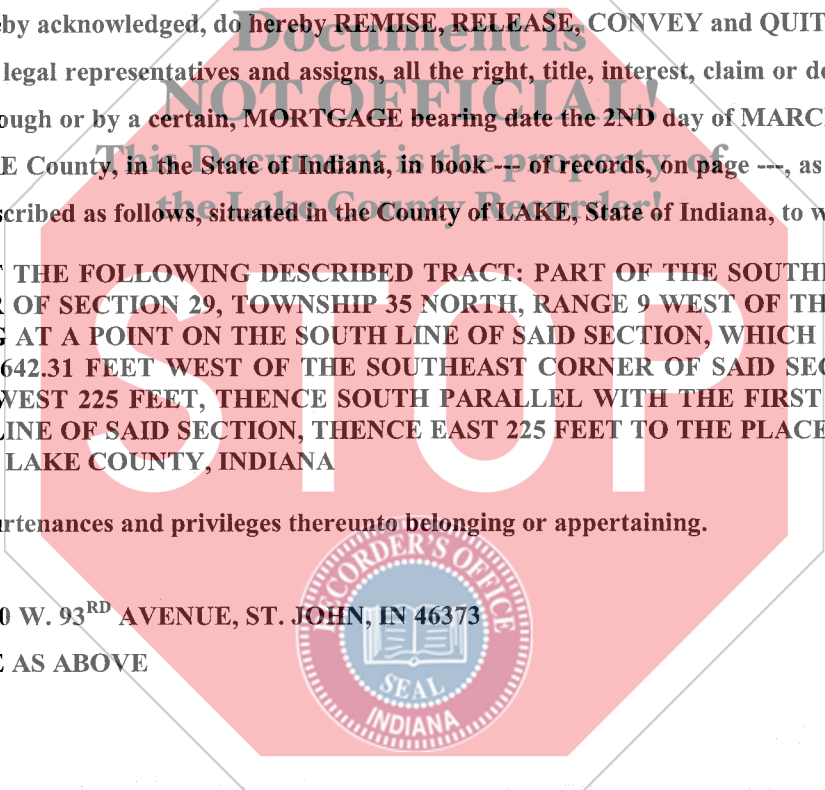 eby acknowledged, do hereby REMISE, RELEASE, CONVEY and QUIT
Document is
legal representatives and assigns, all the right, title, interest, claim or de
NOT OFFICIAL!
ough or by a certain, MORTGAGE bearing date the 2ND day of MARCH
This Document is the property of
E County, in the State of Indiana, in book --- of records, on page ---, as
the Lake County Recorder!
scribed as follows, situated in the County of LAKE, State of Indiana, to w
T THE FOLLOWING DESCRIBED TRACT: PART OF THE SOUTHE
R OF SECTION 29, TOWNSHIP 35 NORTH, RANGE 9 WEST OF TH
G AT A POINT ON THE SOUTH LINE OF SAID SECTION, WHICH
642.31 FEET WEST OF THE SOUTHEAST CORNER OF SAID SEC
WEST 225 FEET, THENCE SOUTH PARALLEL WITH THE FIRST
LINE OF SAID SECTION, THENCE EAST 225 FEET TO THE PLACE
LAKE COUNTY, INDIANA
STOP
rtenances and privileges thereunto belonging or appertaining.
RECORDER'S OFFICE
0 W. 93RD AVENUE, ST. JOHN, IN 46373
E AS ABOVE
SEAL
INDIANA